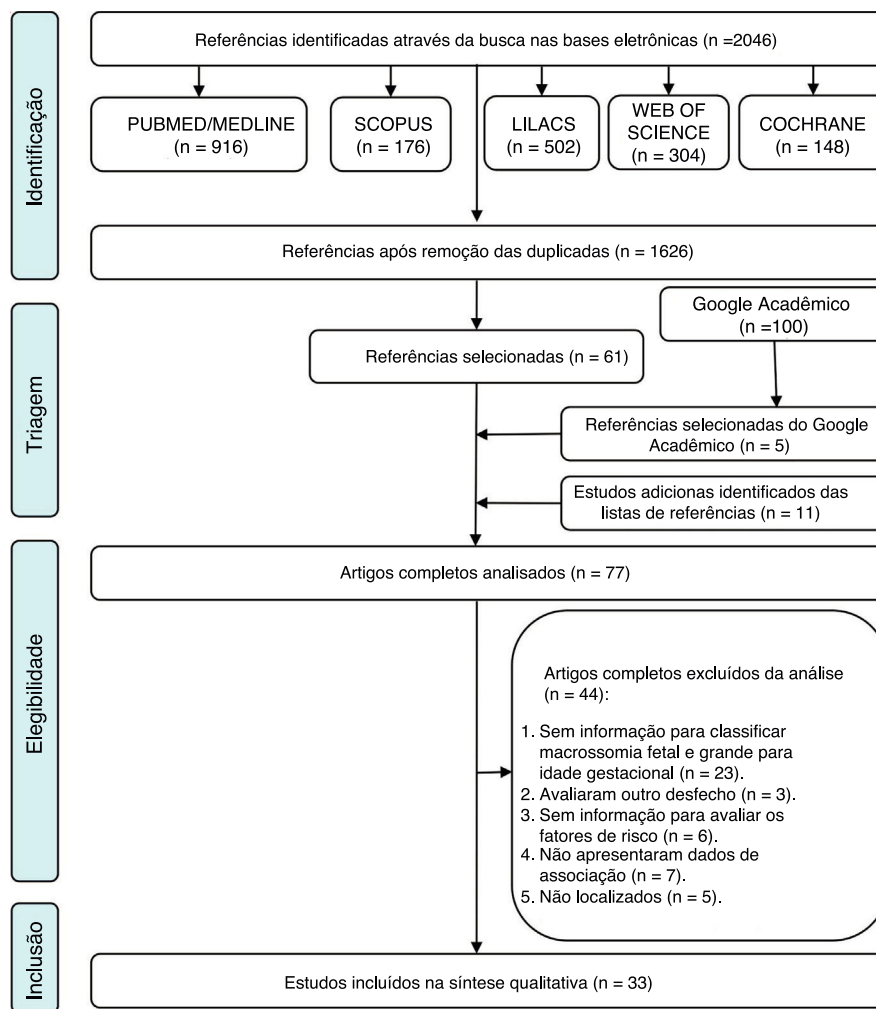 Identificação
Referências identificadas através da busca nas bases eletrônicas (n =2046)
PUBMED/MEDLINE
(n = 916)
SCOPUS
(n = 176)
LILACS
(n = 502)
WEB OF
SCIENCE
(n = 304)
COCHRANE
(n = 148)
Referências após remoção das duplicadas (n = 1626)
Triagem
Google Acadêmico
(n =100)
Referências selecionadas (n = 61)
Referências selecionadas do Google
Acadêmico (n = 5)
Estudos adicionas identificados das
listas de referências (n = 11)
Elegibilidade
Artigos completos analisados (n = 77)
Artigos completos excluídos da análise
(n = 44):
1. Sem informação para classificar
macrossomia fetal e grande para
idade gestacional (n = 23).
2. Avaliaram outro desfecho (n = 3).
3. Sem informação para avaliar os
fatores de risco (n = 6).
4. Não apresentaram dados de
associação (n = 7).
5. Não localizados (n = 5).
Inclusão
Estudos incluídos na síntese qualitativa (n = 33)